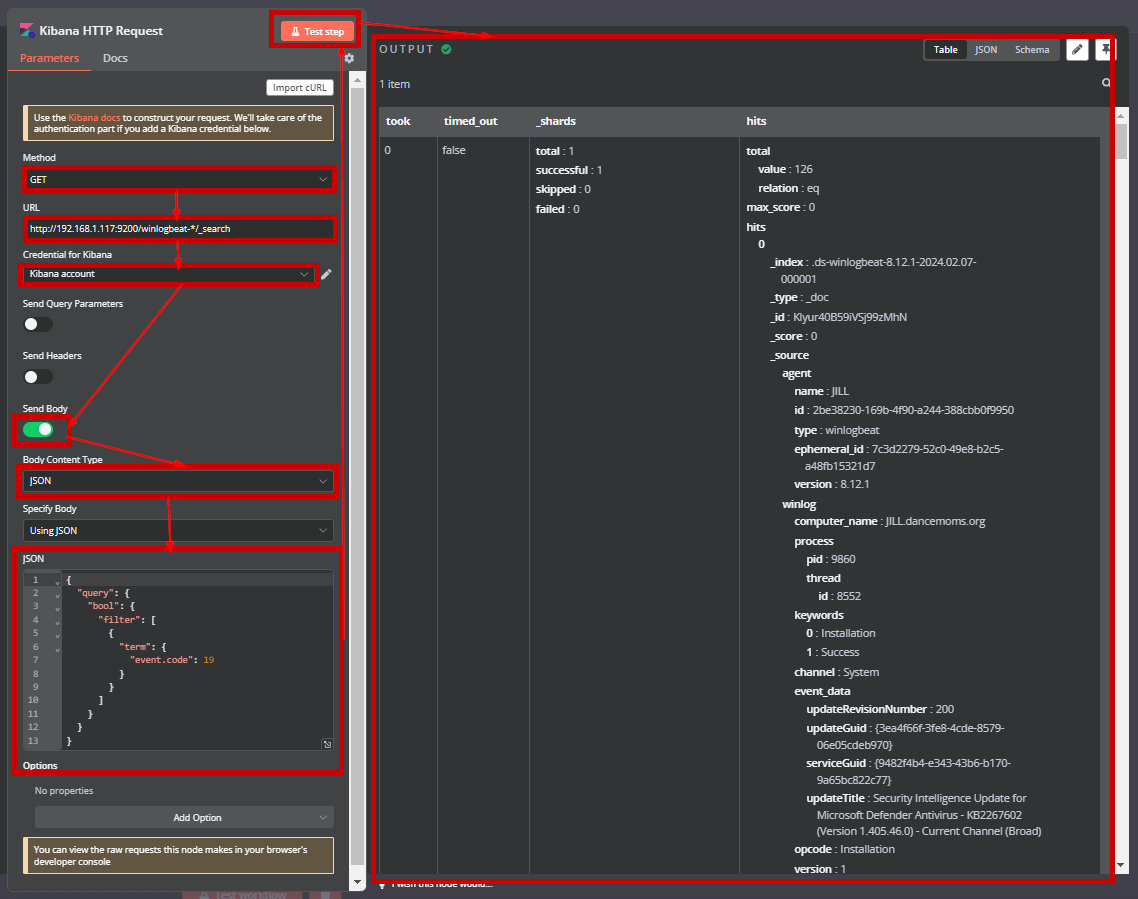 Kibana HTTP Request
Test step
Parameters
Docs
Import cURL
Use the Kibana docs to construct your request. We'll take care of the
authentication part if you add a Kibana credential below.
Method
GET
URL
http://192.168.1.117:9200/winlogbeat-*/_search
Credential for Kibana
Kibana account
Send Query Parameters
Send Headers
Send Body
Body Content Type
JSON
Specify Body
Using JSON
JSON
1 {
2 "query": {
3 "bool": {
4 "filter": [
5 {
6 "term": {
7 "event.code": 19
8 }
9 }
10 ]
11 }
12 }
13 }
Options
No properties
Add Option
You can view the raw requests this node makes in your browser's
developer console
Test workflow
OUTPUT
Table JSON Schema
1 item
took timed_out _shards hits
0
false
total : 1
successful : 1
skipped : 0
failed : 0
total
value : 126
relation : eq
max_score : 0
hits
0
_index : .ds-winlogbeat-8.12.1-2024.02.07-
000001
_type : _doc
_id : KIyur40B59iVSj99zMhN
_score : 0
_source
agent
name : JILL
id : 2be38230-169b-4f90-a244-388cbb0f9950
type : winlogbeat
ephemeral_id : 7c3d2279-52c0-49e8-b2c5-
a48fb15321d7
version : 8.12.1
winlog
computer_name : JILL.dancemoms.org
process
pid : 9860
thread
id : 8552
keywords
0 : Installation
1 : Success
channel : System
event_data
updateRevisionNumber : 200
updateGuid : {3ea4f66f-3fe8-4cde-8579-
06e05cdeb970}
serviceGuid : {9482f4b4-e343-43b6-b170-
9a65bc822c77}
updateTitle : Security Intelligence Update for
Microsoft Defender Antivirus - KB2267602
(Version 1.405.46.0) - Current Channel (Broad)
opcode : Installation
version : 1
I wish this node would...